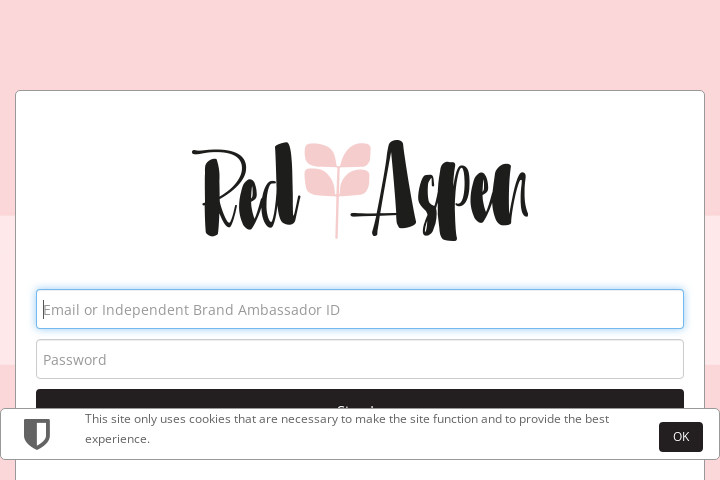 Red Aspen
Email or Independent Brand Ambassador ID
Password
This site only uses cookies that are necessary to make the site function and to provide the best
experience.
OK